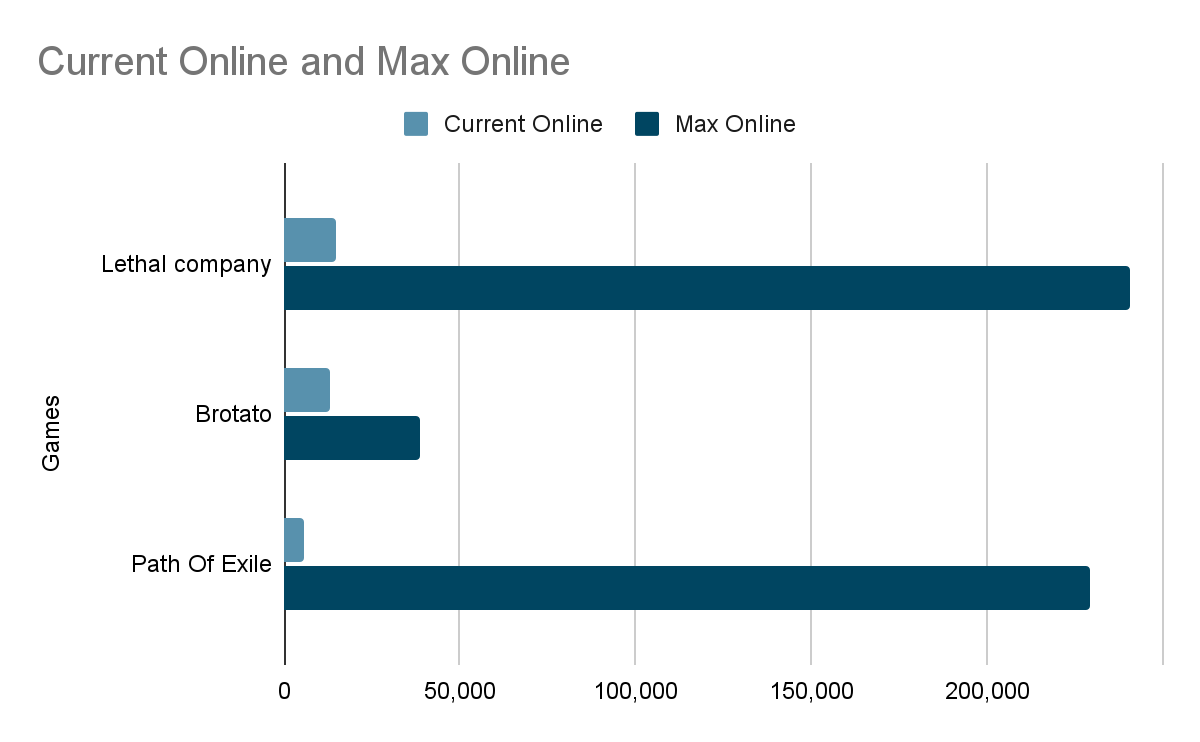 Current Online and Max Online
Current Online
Max Online
Games
Lethal company
Brotato
Path Of Exile
0
50,000
100,000
150,000
200,000